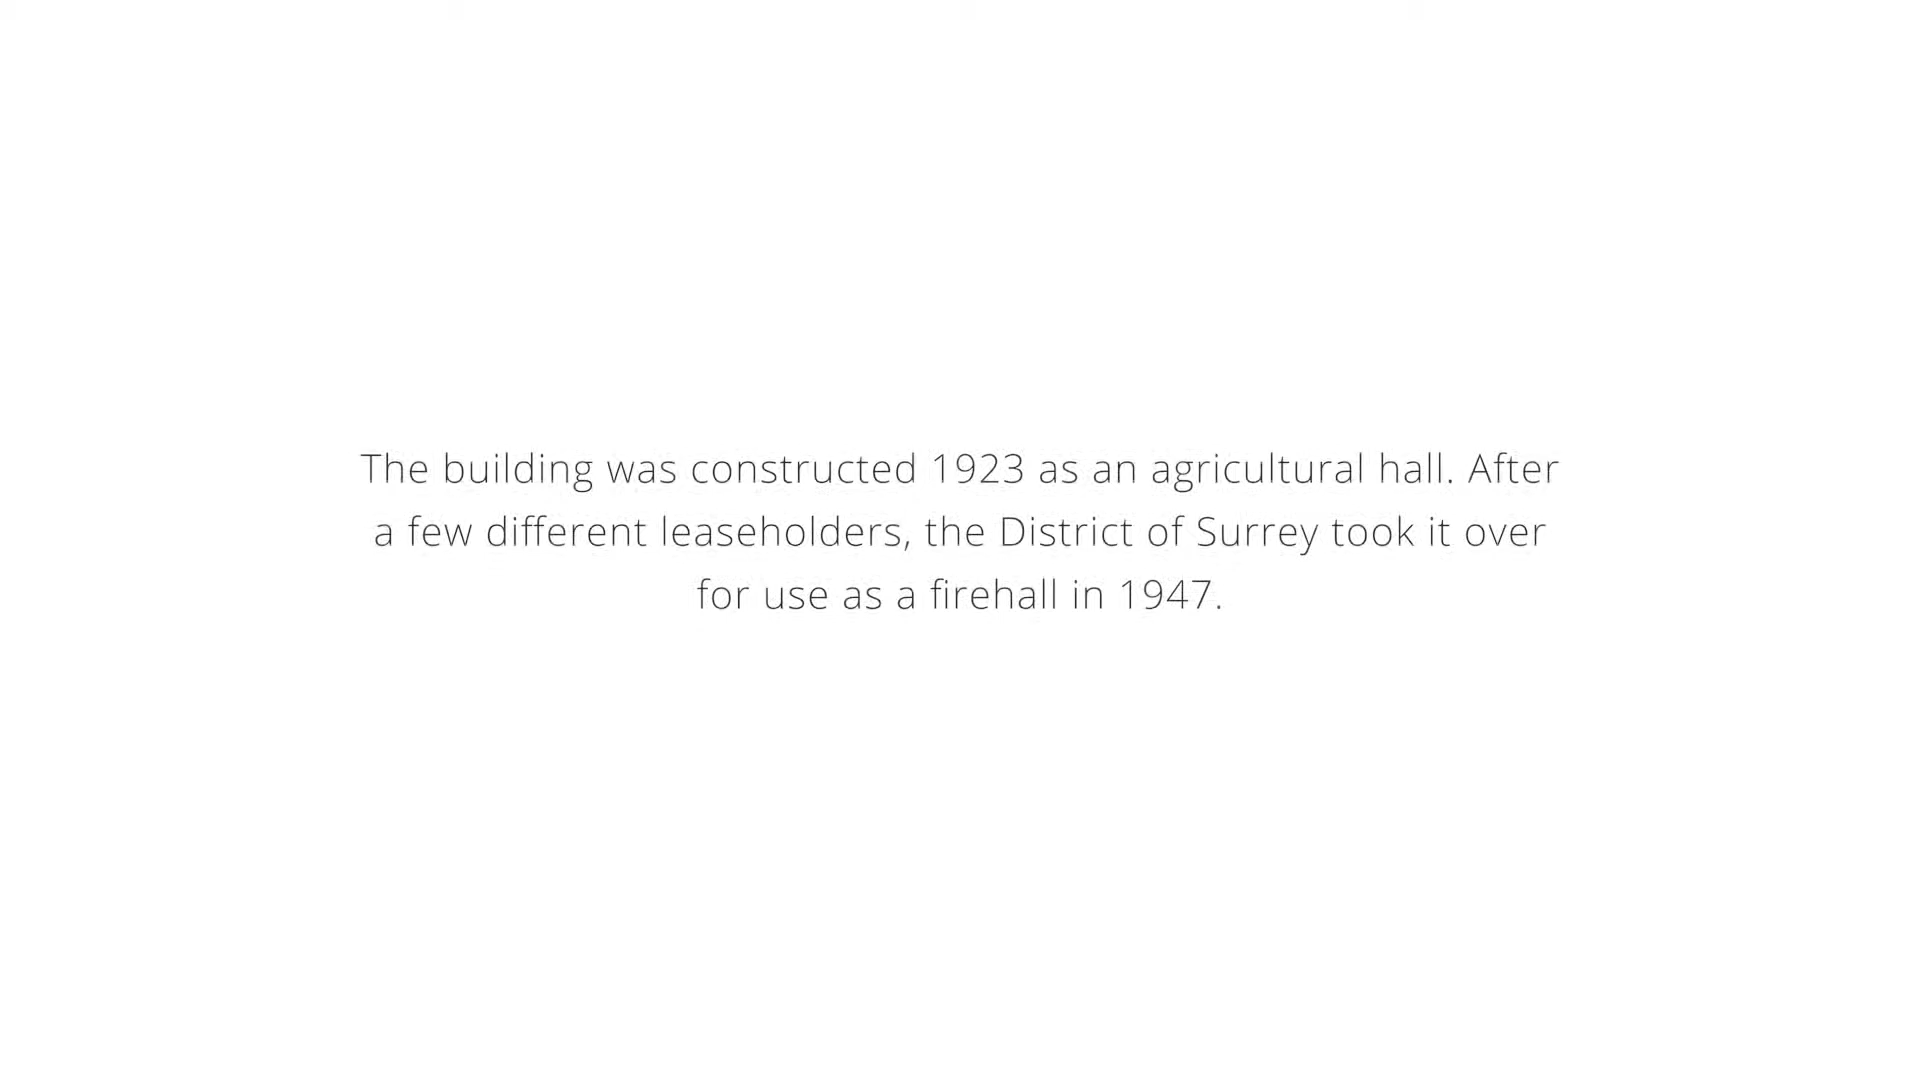 The building was constructed 1923 as an agricultural hall. After
a few different leaseholders, the District of Surrey took it over
for use as a firehall in 1947.